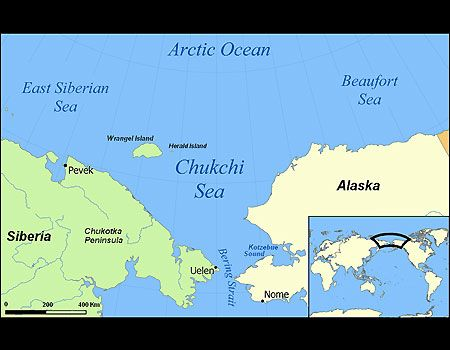 Arctic Ocean
East Siberian
Sea
Beaufort
Sea
Wrangel Island
Herald Island
Chukchi
Sea
Pevek
Alaska
Siberia
Chukotka
Peninsula
Kotzebue
Sound
Uelen
Bering Strait
Nome
0 200 400 Km